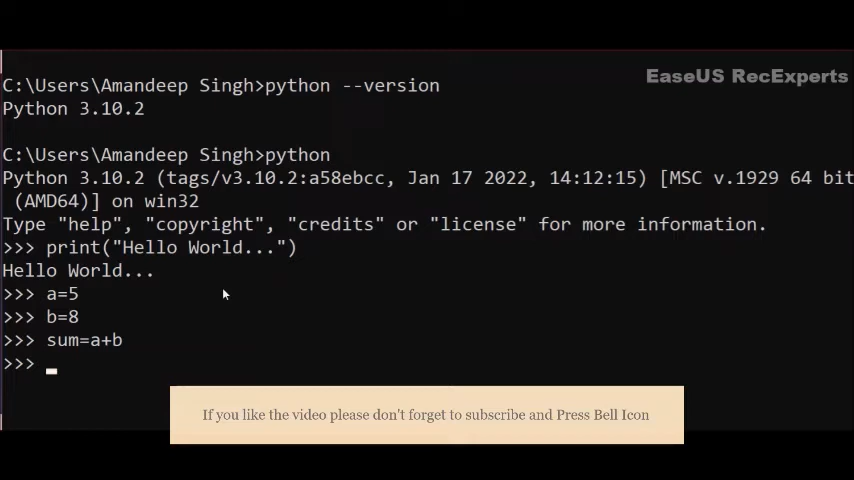 EaseUS RecExperts
C:\Users\Amandeep Singh>python --version
Python 3.10.2
C:\Users\Amandeep Singh>python
Python 3.10.2 (tags/v3.10.2:a58ebcc, Jan 17 2022, 14:12:15) [MSC v.1929 64 bit
(AMD64)] on win32
Type "help", "copyright", "credits" or "license" for more information.
>>> print("Hello World...")
Hello World...
>>> a=5
>>> b=8
>>> sum=a+b
>>>
If you like the video please don't forget to subscribe and Press Bell Icon